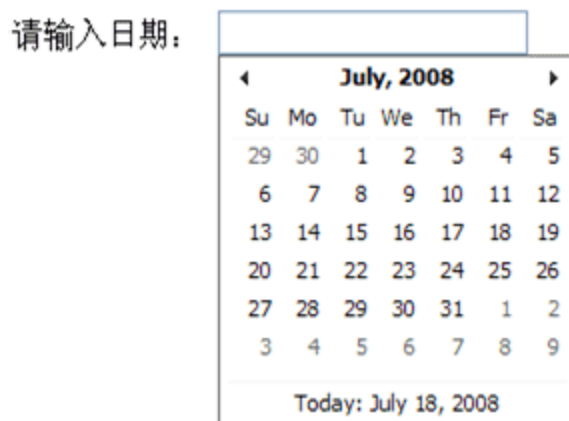 请输入日期：
July, 2008
Su Mo Tu We Th Fr Sa
29 30 1 2 3 4 5
6 7 8 9 10 11 12
13 14 15 16 17 18 19
20 21 22 23 24 25 26
27 28 29 30 31 1 2
3 4 5 6 7 8 9
Today: July 18, 2008